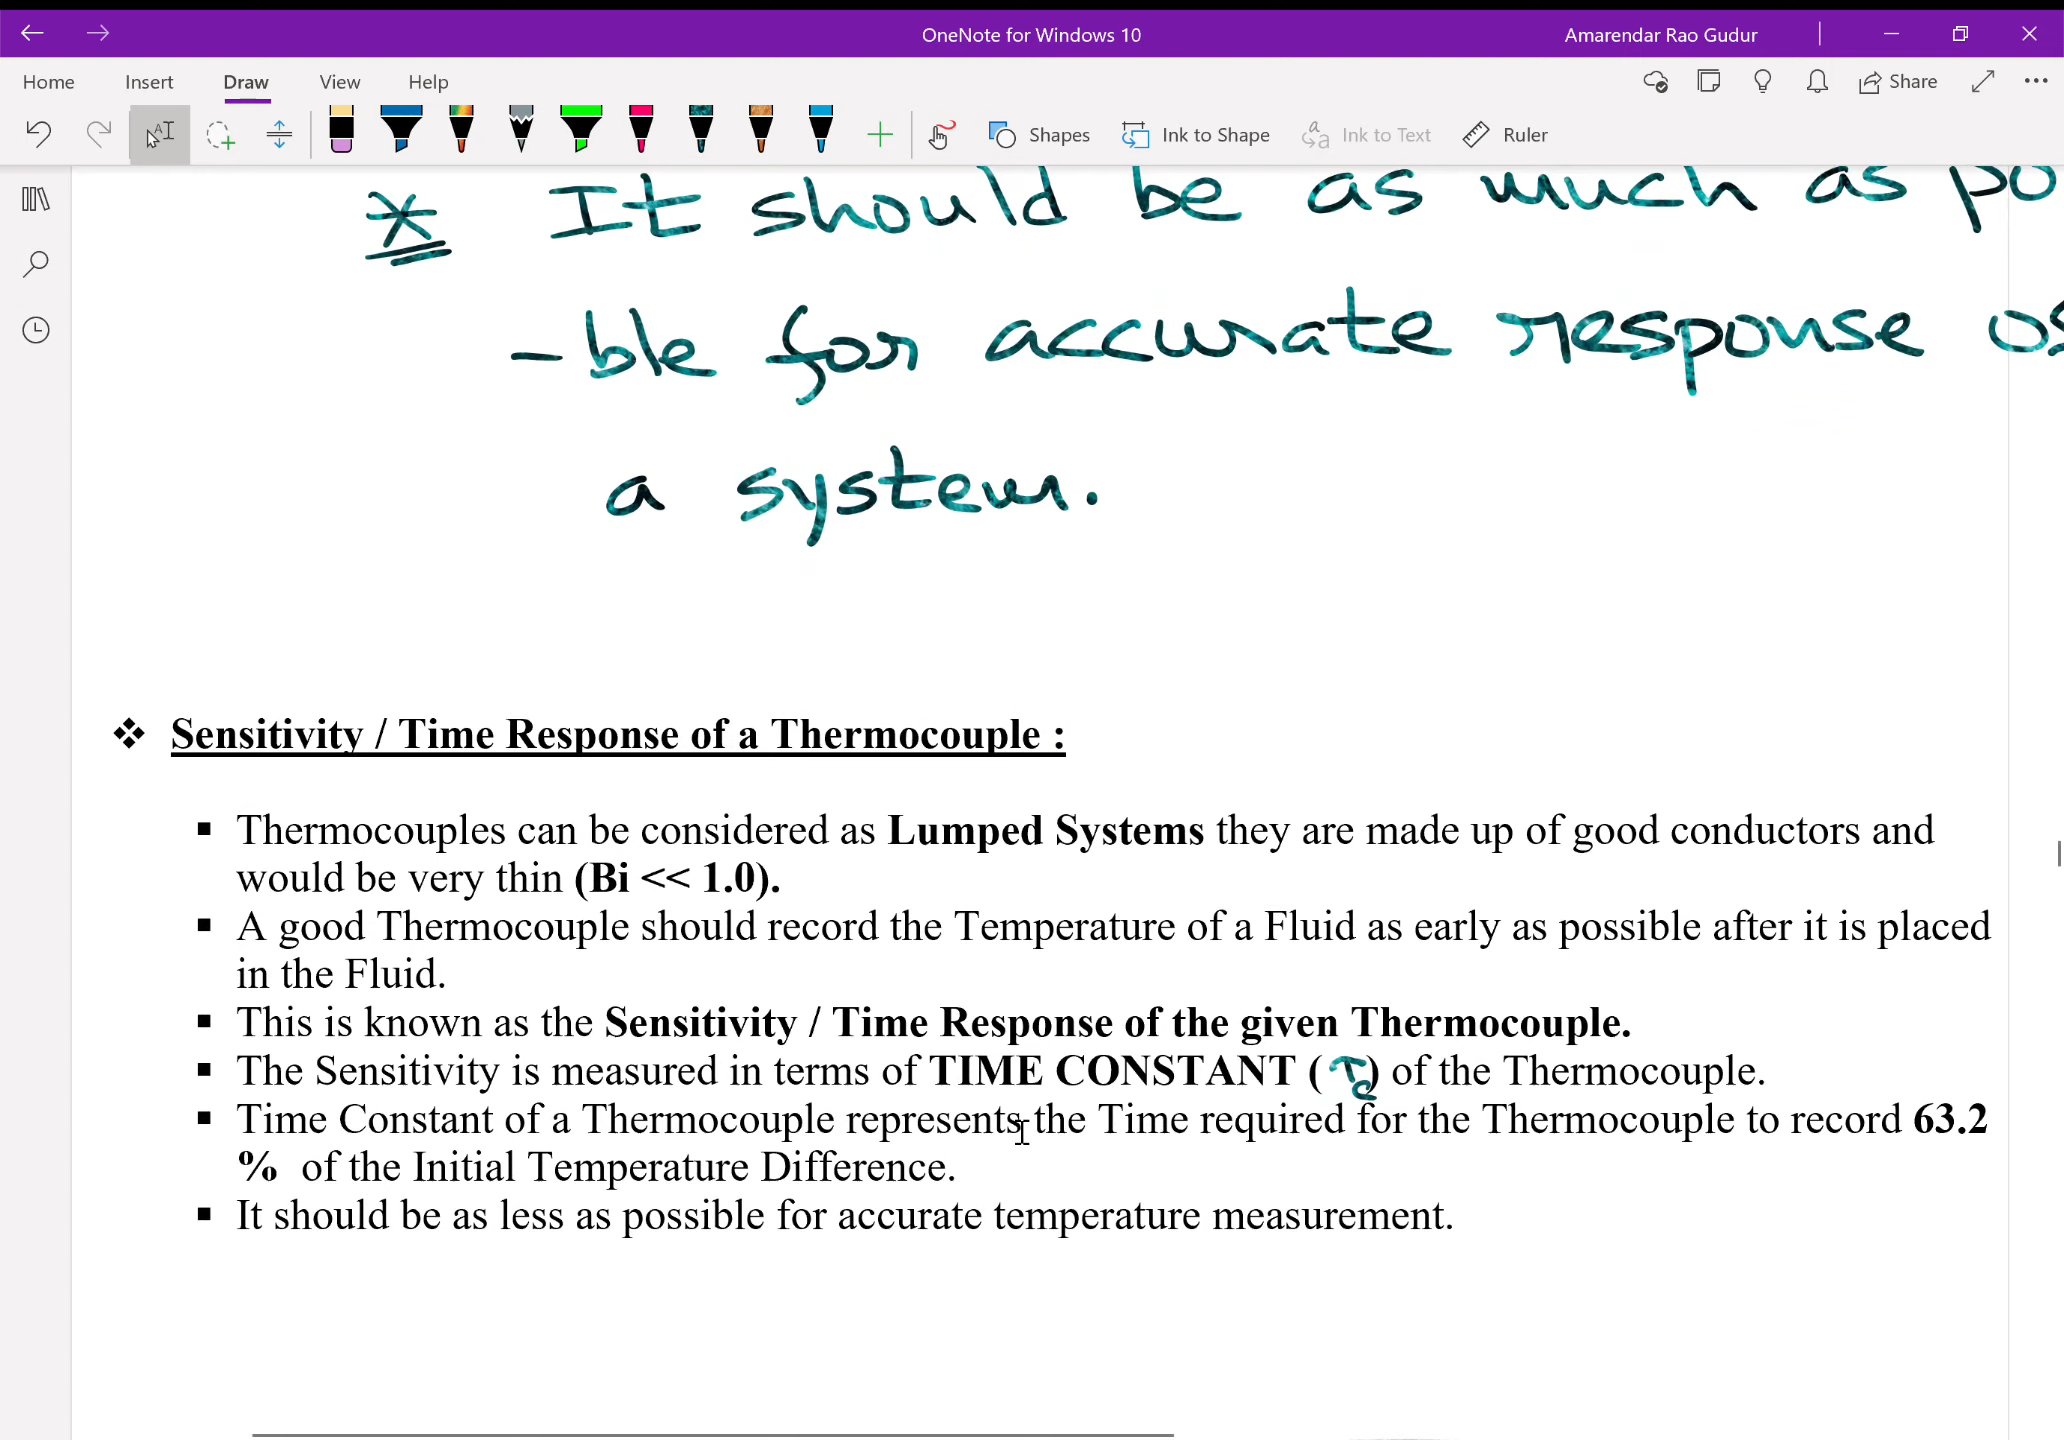 OneNote for Windows 10
Amarendar Rao Gudur
Home Insert Draw View Help
Share
Shapes Ink to Shape Ink to Text Ruler
* It should be as much as po
-ble for accurate response
a system.
❖ Sensitivity / Time Response of a Thermocouple :
▪ Thermocouples can be considered as Lumped Systems they are made up of good conductors and
would be very thin (Bi << 1.0).
▪ A good Thermocouple should record the Temperature of a Fluid as early as possible after it is placed
in the Fluid.
▪ This is known as the Sensitivity / Time Response of the given Thermocouple.
▪ The Sensitivity is measured in terms of TIME CONSTANT ( τc) of the Thermocouple.
▪ Time Constant of a Thermocouple represents the Time required for the Thermocouple to record 63.2
% of the Initial Temperature Difference.
▪ It should be as less as possible for accurate temperature measurement.